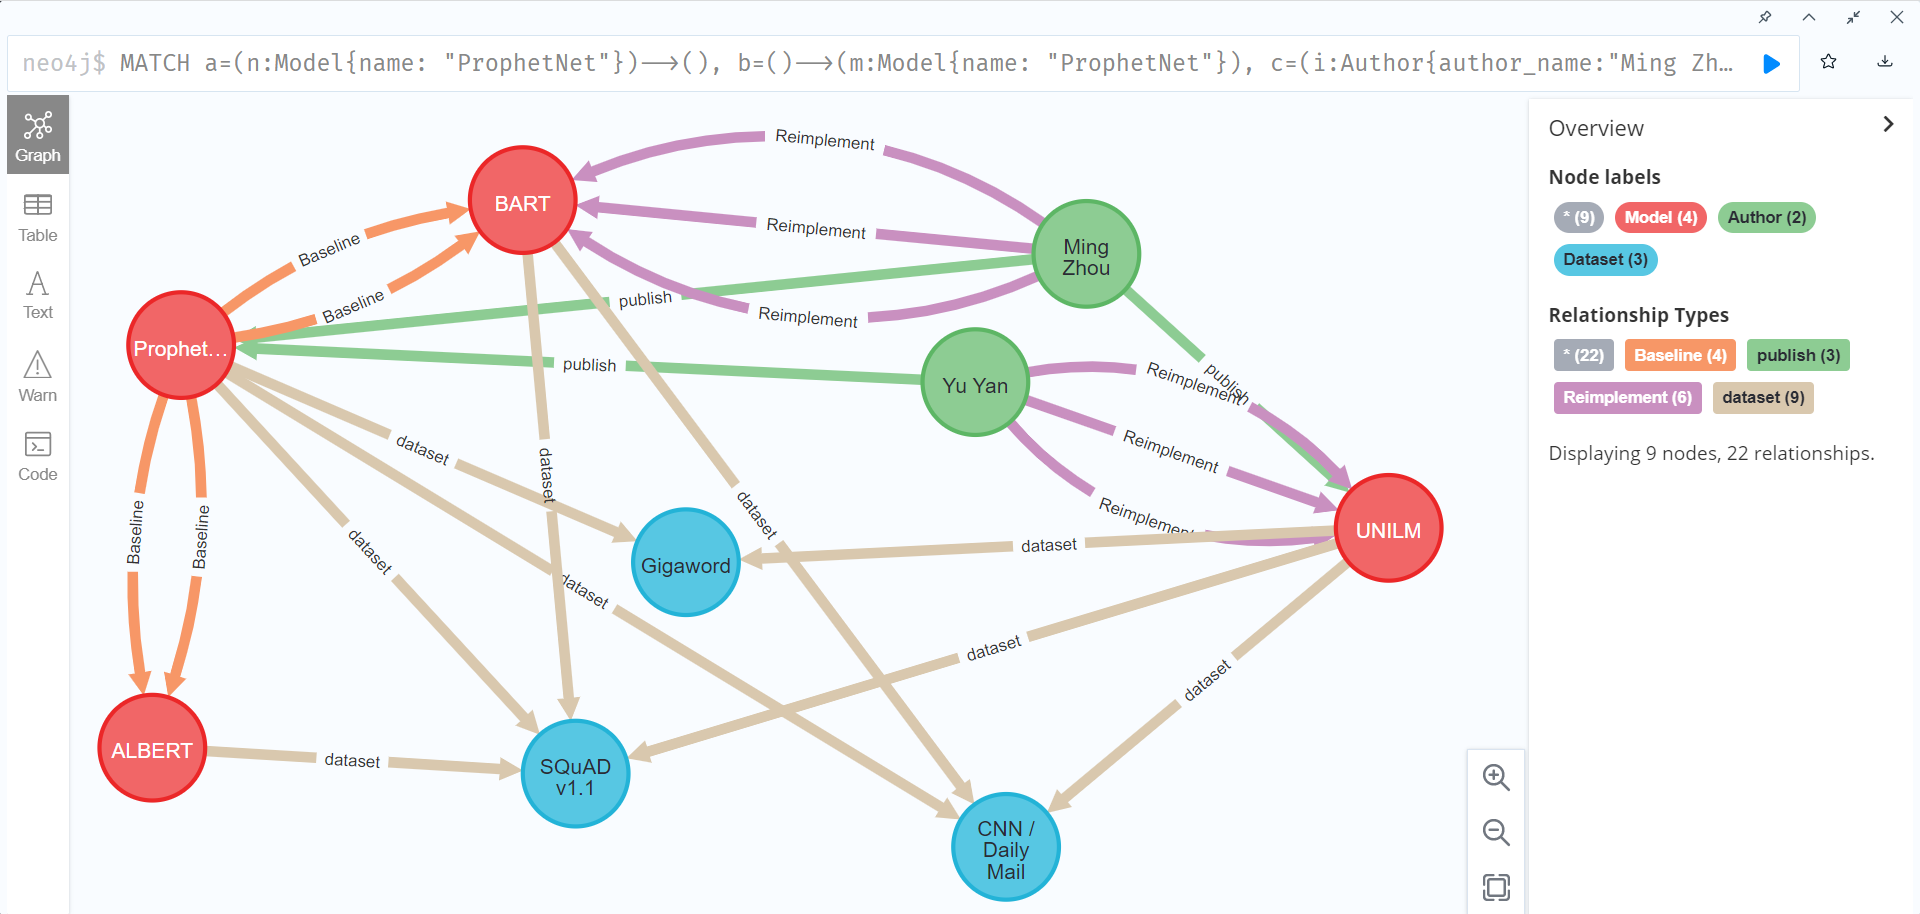 neo4j$ MATCH a=(n:Model{name: "ProphetNet"})-->(), b=()-->(m:Model{name: "ProphetNet"}), c=(i:Author{author_name:"Ming Zh…
Graph
Table
Text
Warn
Code
Reimplement
BART
Reimplement
Ming
Zhou
Baseline
Baseline
publish
Reimplement
Prophet…
publish
Yu Yan
Reimplement
publish
Reimplement
dataset
dataset
Reimplement
dataset
UNILM
Baseline
Baseline
dataset
Gigaword
dataset
dataset
dataset
dataset
ALBERT
dataset
SQuAD
v1.1
CNN /
Daily
Mail
Overview
Node labels
* (9) Model (4) Author (2)
Dataset (3)
Relationship Types
* (22) Baseline (4) publish (3)
Reimplement (6) dataset (9)
Displaying 9 nodes, 22 relationships.